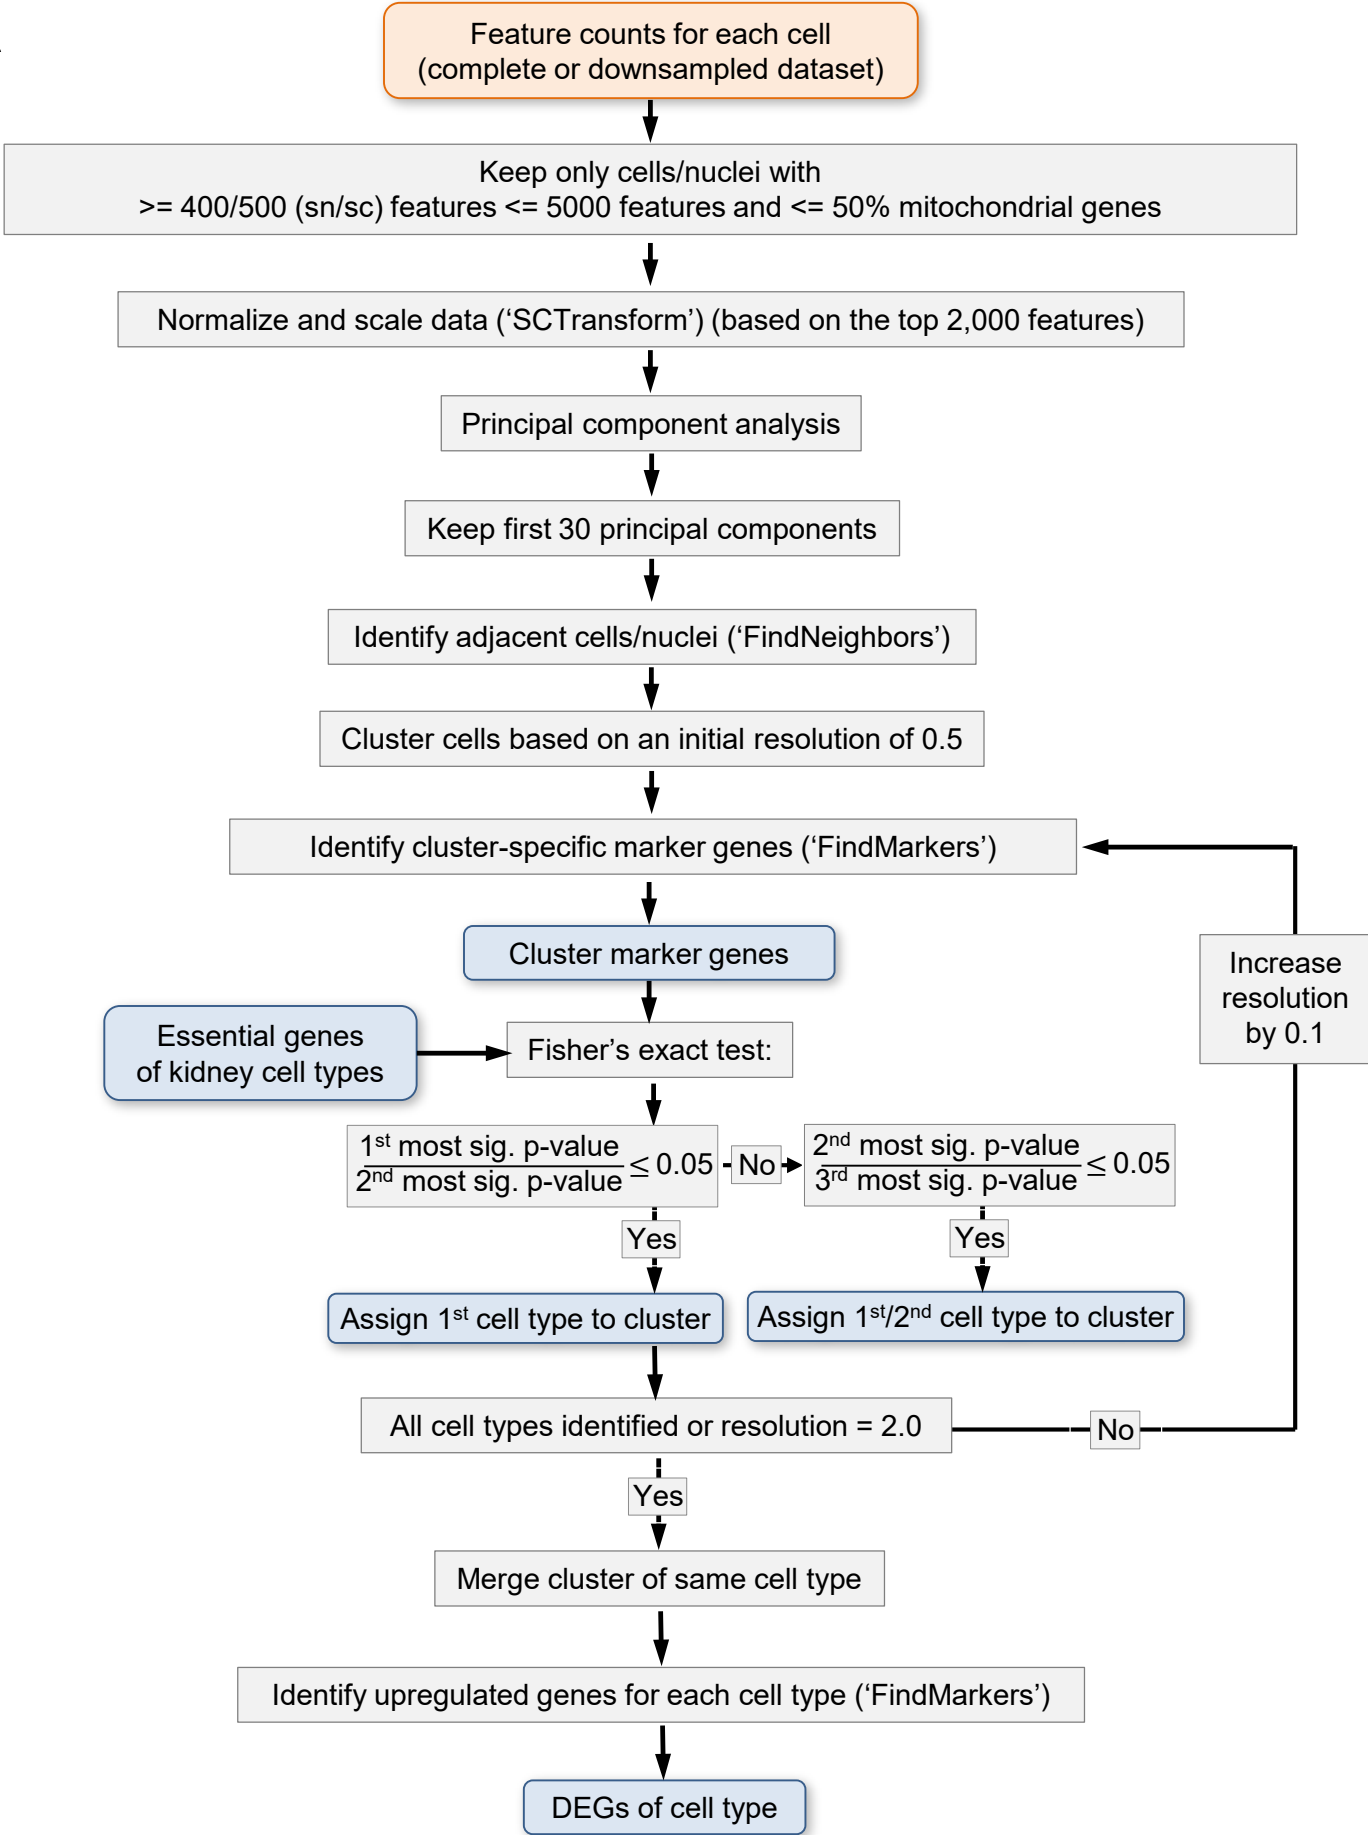 Feature counts for each cell
(complete or downsampled dataset)
Keep only cells/nuclei with
>= 400/500 (sn/sc) features <= 5000 features and <= 50% mitochondrial genes
Normalize and scale data (‘SCTransform’) (based on the top 2,000 features)
Principal component analysis
Keep first 30 principal components
Identify adjacent cells/nuclei (‘FindNeighbors’)
Cluster cells based on an initial resolution of 0.5
Identify cluster-specific marker genes (‘FindMarkers’)
Cluster marker genes
Increase
resolution
by 0.1
Essential genes
of kidney cell types
Fisher’s exact test:
1st most sig. p-value
2nd most sig. p-value
≤ 0.05
No
2nd most sig. p-value
3rd most sig. p-value
≤ 0.05
Yes
Yes
Assign 1st cell type to cluster
Assign 1st/2nd cell type to cluster
All cell types identified or resolution = 2.0
No
Yes
Merge cluster of same cell type
Identify upregulated genes for each cell type (‘FindMarkers’)
DEGs of cell type